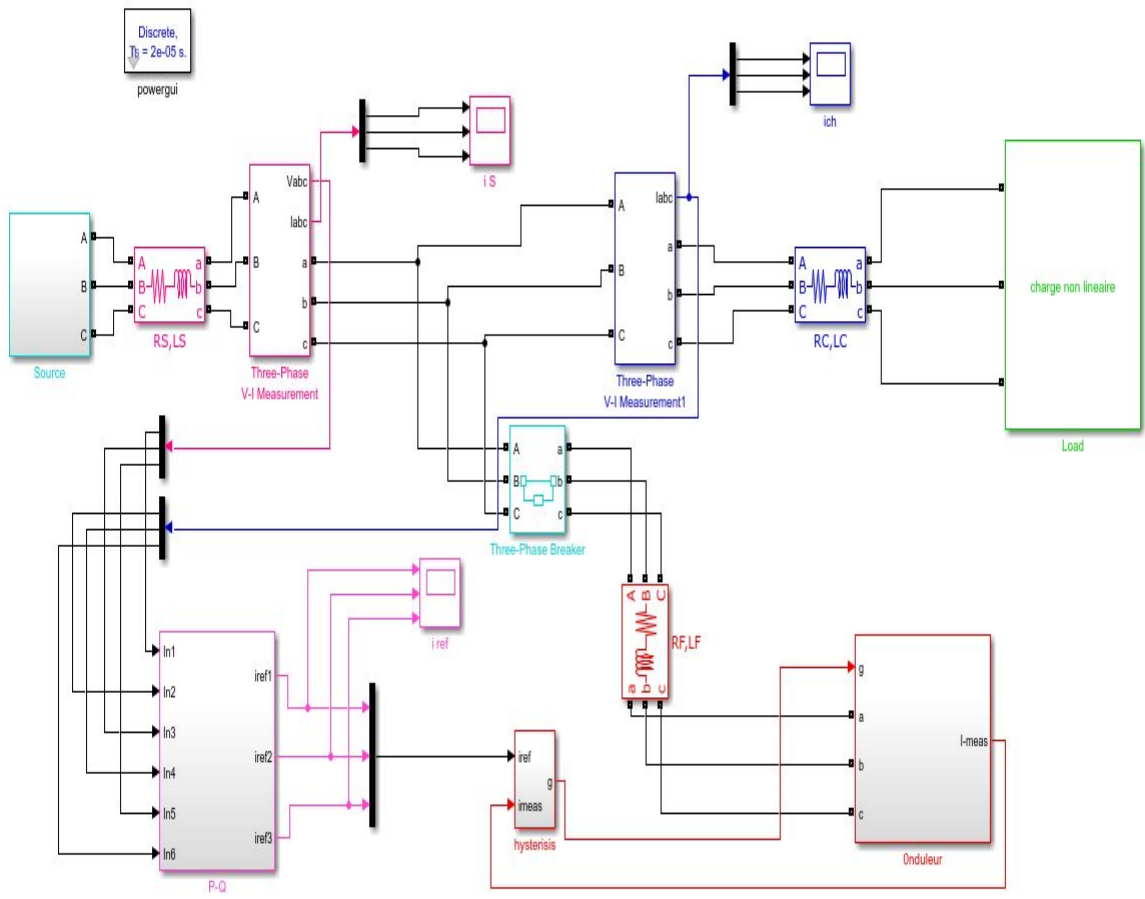 Discrete,
Ts = 2e-05 s.
powergui
i S
ich
Vabc
Iabc
A
B
C
a
b
c
Three-Phase
V-I Measurement
A
B
C
Source
A
B
C
a
b
c
RS,LS
Iabc
A
B
C
a
b
c
Three-Phase
V-I Measurement1
A
B
C
a
b
c
RC,LC
charge non lineaire
Load
A
B
C
a
b
c
Three-Phase Breaker
A
B
C
a
b
c
RF,LF
i ref
In1
In2
In3
In4
In5
In6
iref1
iref2
iref3
P-Q
iref
imeas
g
hysterisis
g
a
b
c
I-meas
0nduleur